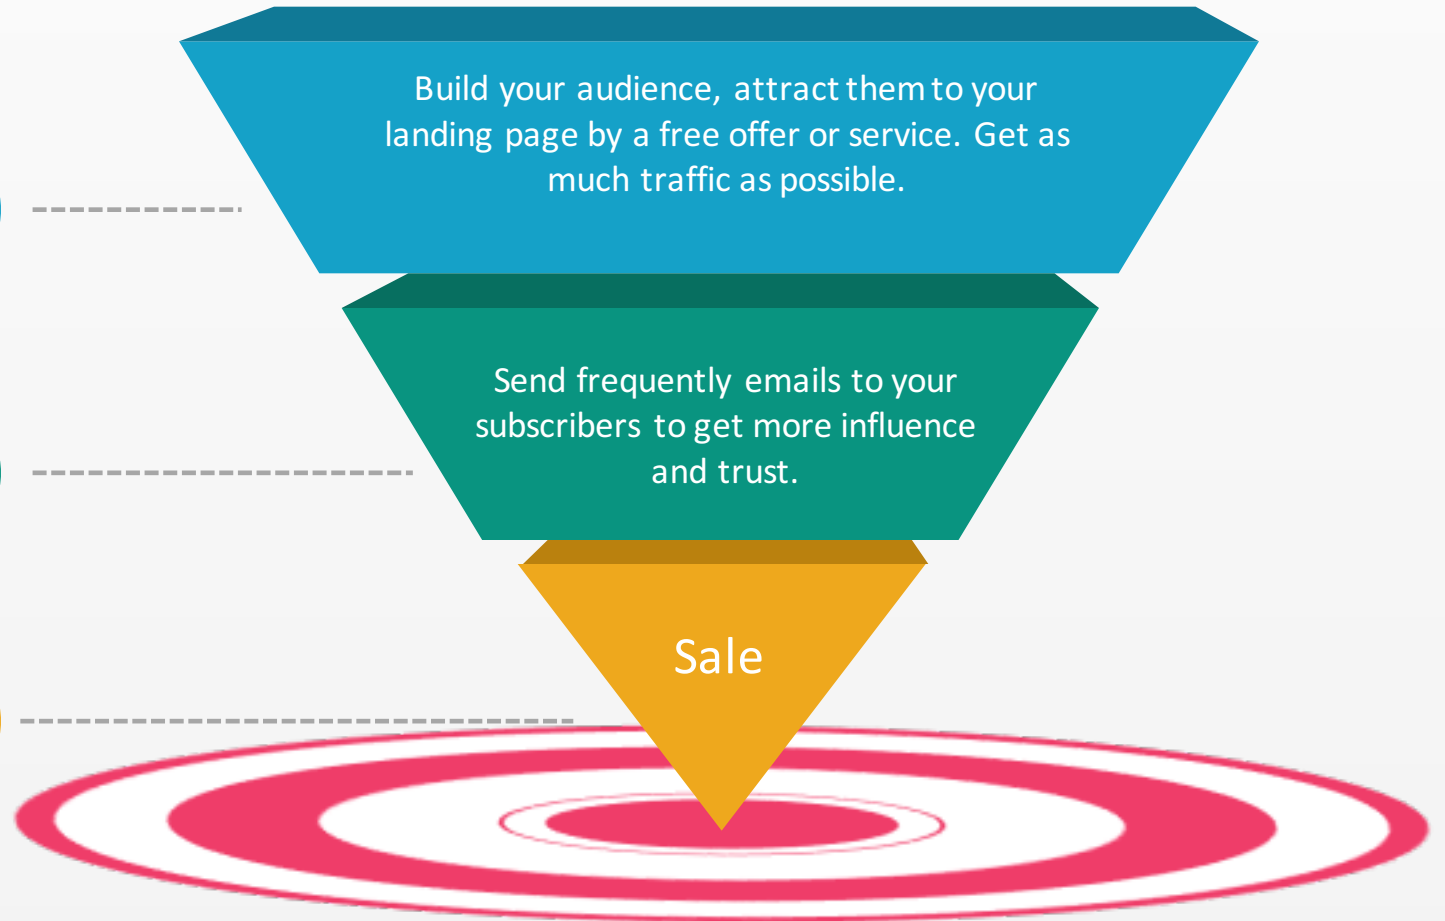 Build your audience, attract them to your
landing page by a free offer or service. Get as
much traffic as possible.
Send frequently emails to your
subscribers to get more influence
and trust.
Sale